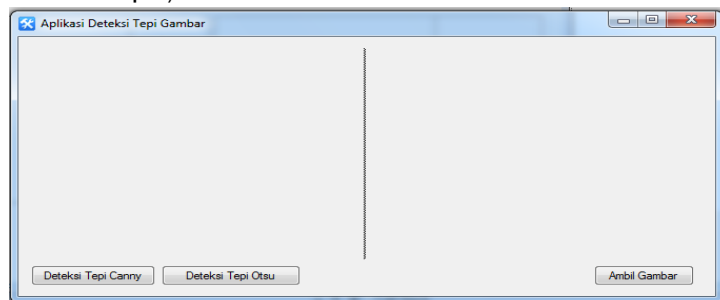 Aplikasi Deteksi Tepi Gambar
Deteksi Tepi Canny Deteksi Tepi Otsu Ambil Gambar